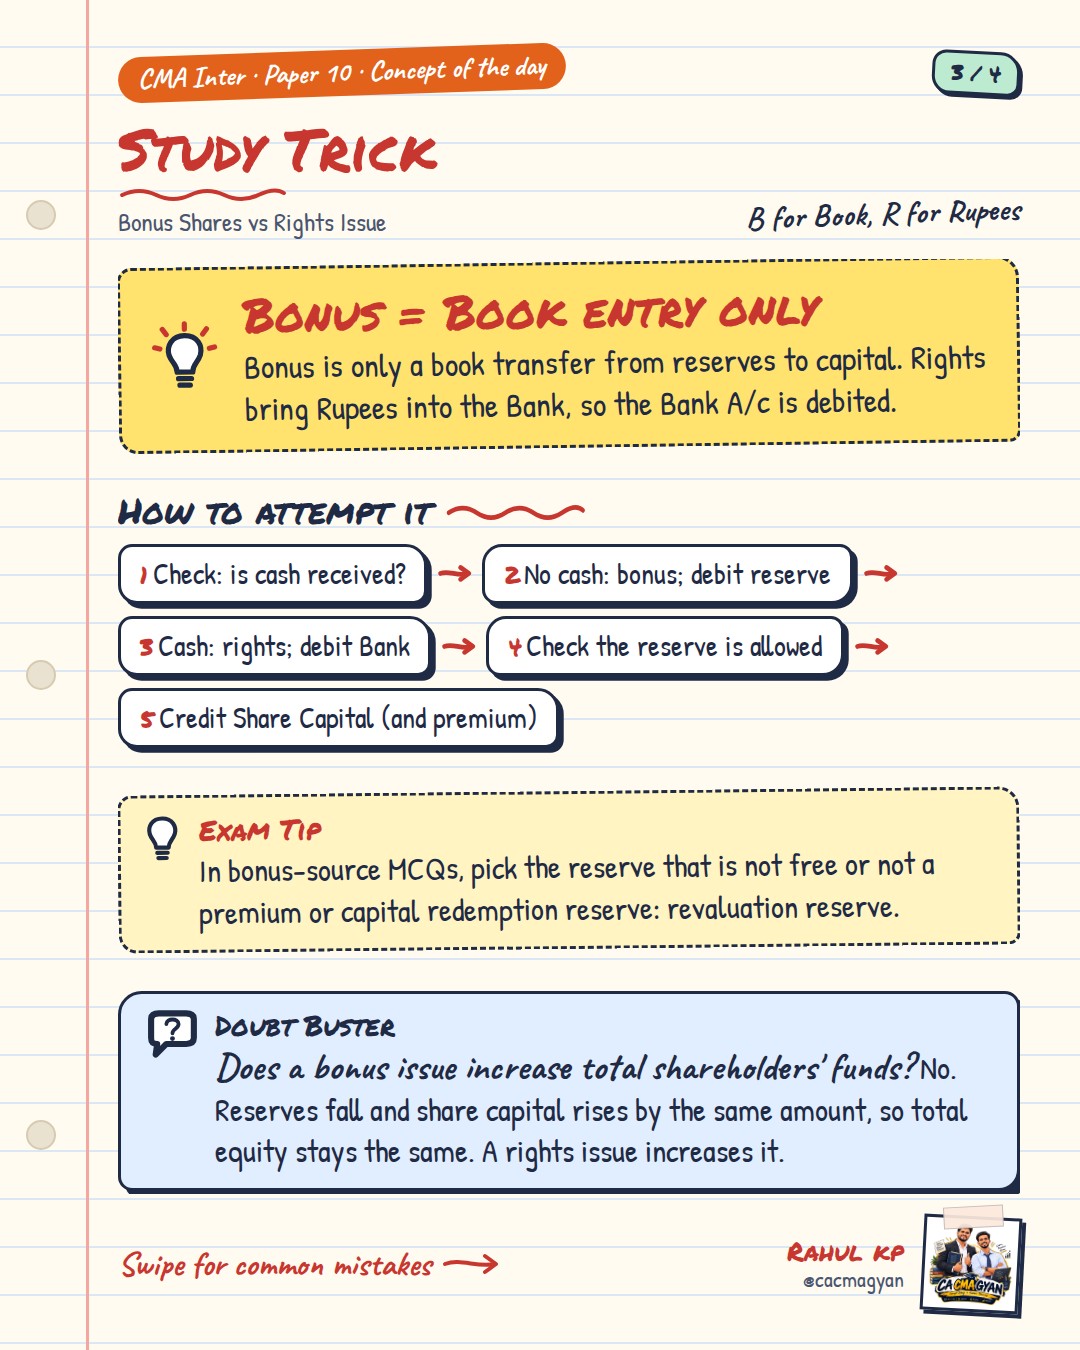 CMA Inter · Paper 10 · Concept of the day
3 / 4
Study Trick
Bonus Shares vs Rights Issue
B for Book, R for Rupees
Bonus = Book entry only
Bonus is only a book transfer from reserves to capital. Rights
bring Rupees into the Bank, so the Bank A/c is debited.
How to attempt it
1 Check: is cash received?
2 No cash: bonus; debit reserve
3 Cash: rights; debit Bank
4 Check the reserve is allowed
5 Credit Share Capital (and premium)
Exam Tip
In bonus-source MCQs, pick the reserve that is not free or not a
premium or capital redemption reserve: revaluation reserve.
Doubt Buster
Does a bonus issue increase total shareholders' funds? No.
Reserves fall and share capital rises by the same amount, so total
equity stays the same. A rights issue increases it.
Swipe for common mistakes
Rahul KP
@cacmagyan
CA CMA GYAN